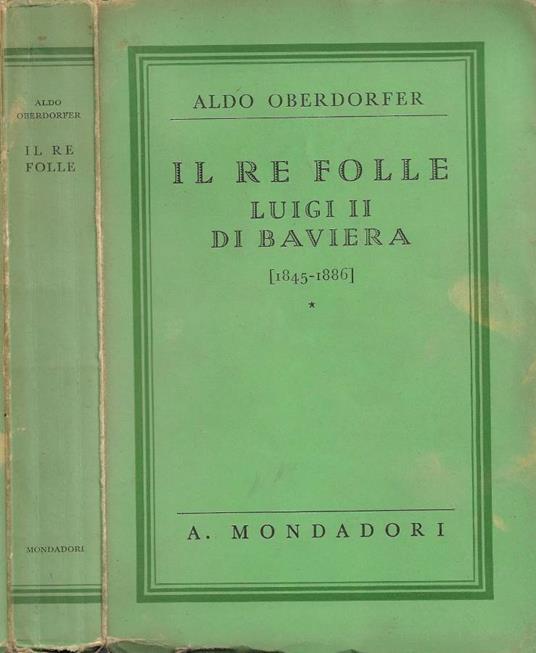 ALDO
OBERDORFER
IL RE
FOLLE
MONDADORI
ALDO OBERDORFER
IL RE FOLLE
LUIGI II
DI BAVIERA
[1845-1886]
*
A. MONDADORI